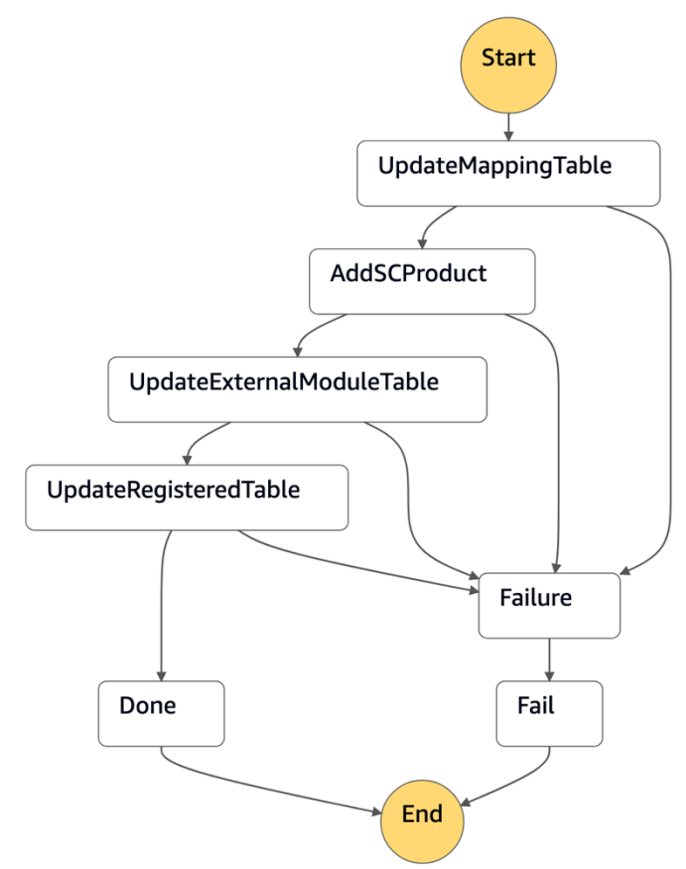 Start
UpdateMappingTable
AddSCProduct
UpdateExternalModuleTable
UpdateRegisteredTable
Failure
Done
Fail
End